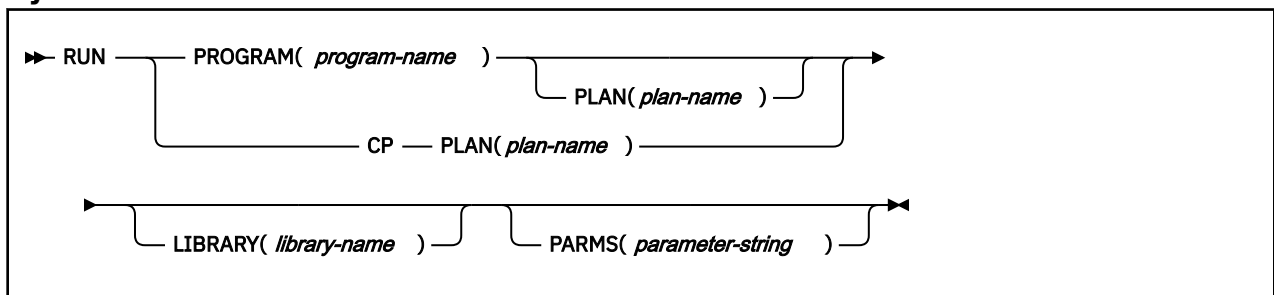 RUN PROGRAM( program-name )
PLAN( plan-name )
CP PLAN( plan-name )
LIBRARY( library-name ) PARMS( parameter-string )